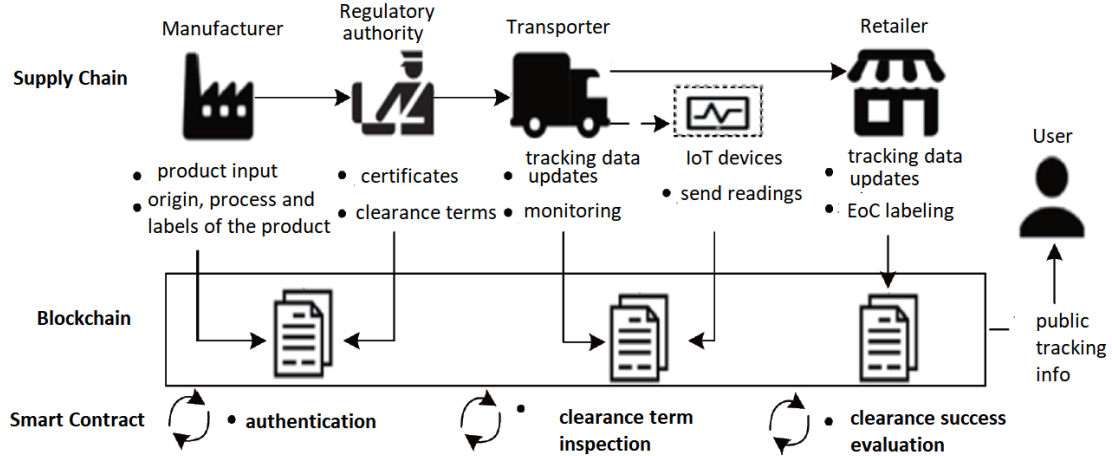 Manufacturer
Regulatory
authority
Transporter
Retailer
Supply Chain
User
• product input
• origin, process and
labels of the product
• certificates
• clearance terms
• tracking data
updates
• monitoring
IoT devices
• send readings
• tracking data
updates
• EoC labeling
Blockchain
public
tracking
info
Smart Contract
• authentication
• clearance term
inspection
• clearance success
evaluation